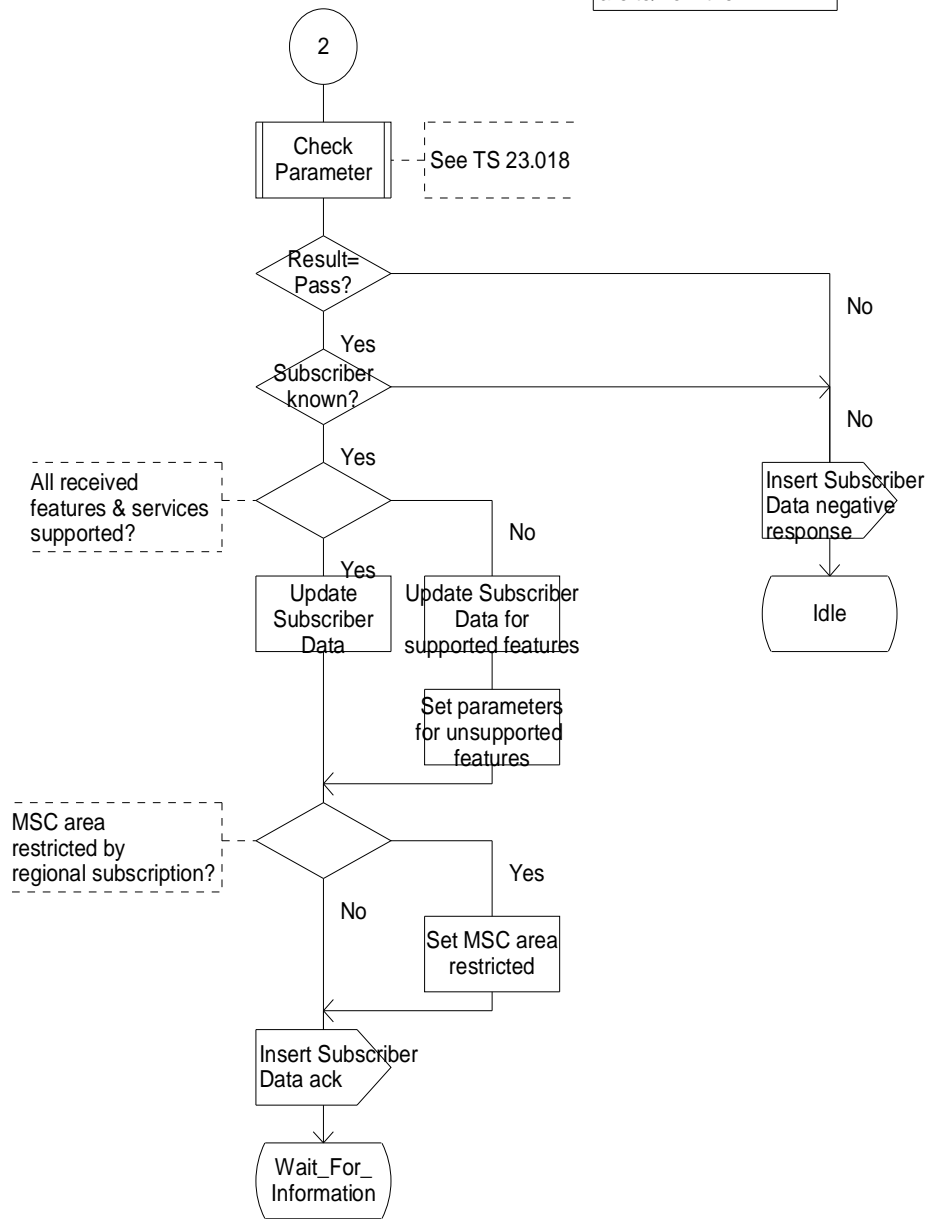 2
Check
Parameter
See TS 23.018
Result=
Pass?
No
Yes
Subscriber
known?
No
Yes
All received
features & services
supported?
Insert Subscriber
Data negative
response
No
Yes
Update
Subscriber
Data
Update Subscriber
Data for
supported features
Idle
Set parameters
for unsupported
features
MSC area
restricted by
regional subscription?
Yes
No
Set MSC area
restricted
Insert Subscriber
Data ack
Wait_For_
Information